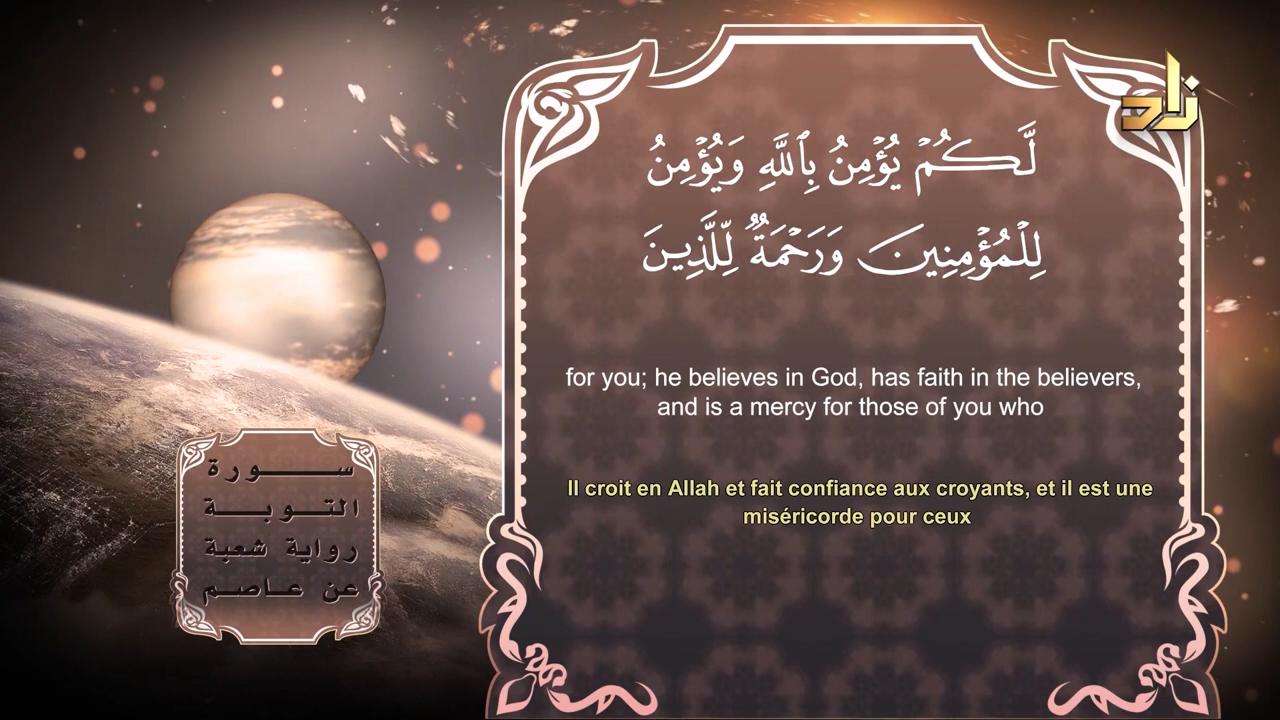 زاد
لَّكُمۡ يُؤۡمِنُ بِٱللَّهِ وَيُؤۡمِنُ
لِلۡمُؤۡمِنِينَ وَرَحۡمَةٞ لِّلَّذِينَ
for you; he believes in God, has faith in the believers,
and is a mercy for those of you who
Il croit en Allah et fait confiance aux croyants, et il est une
miséricorde pour ceux
سورة
التوبة
رواية شعبة
عن عاصم